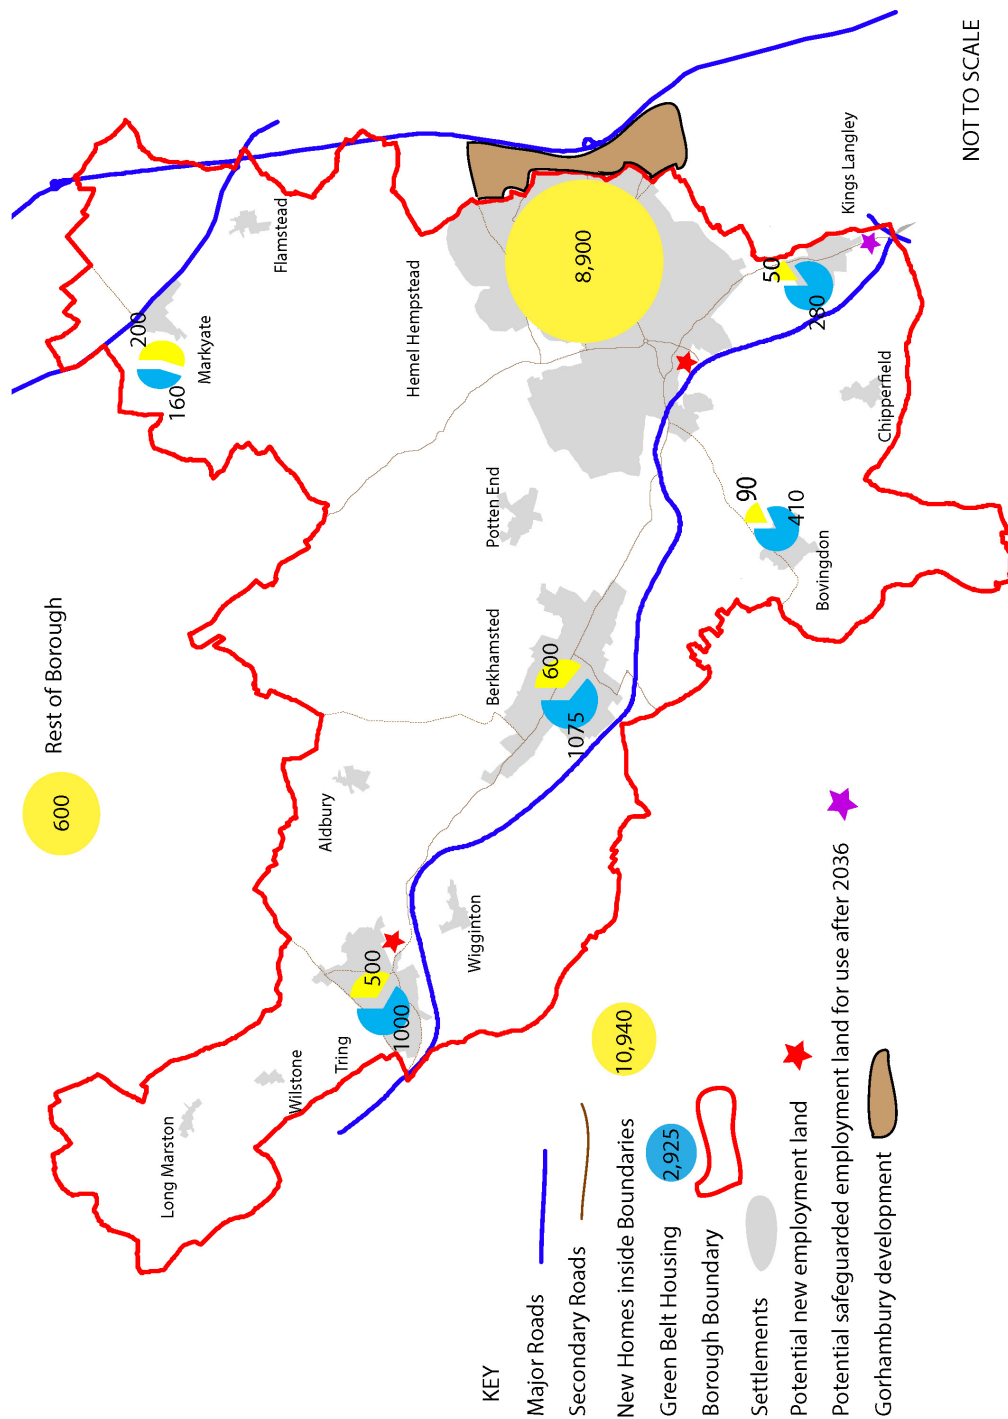 600
Rest of Borough
Long Marston
Wilstone
Tring
1000
500
Aldbury
Wigginton
Berkhamsted
1075
600
Potten End
Hemel Hempstead
8,900
Markyate
160
200
Flamstead
Bovingdon
410
90
Chipperfield
280
50
Kings Langley
NOT TO SCALE
KEY
Major Roads
Secondary Roads
New Homes inside Boundaries
10,940
Green Belt Housing
2,925
Borough Boundary
Settlements
Potential new employment land
Potential safeguarded employment land for use after 2036
Gorhambury development